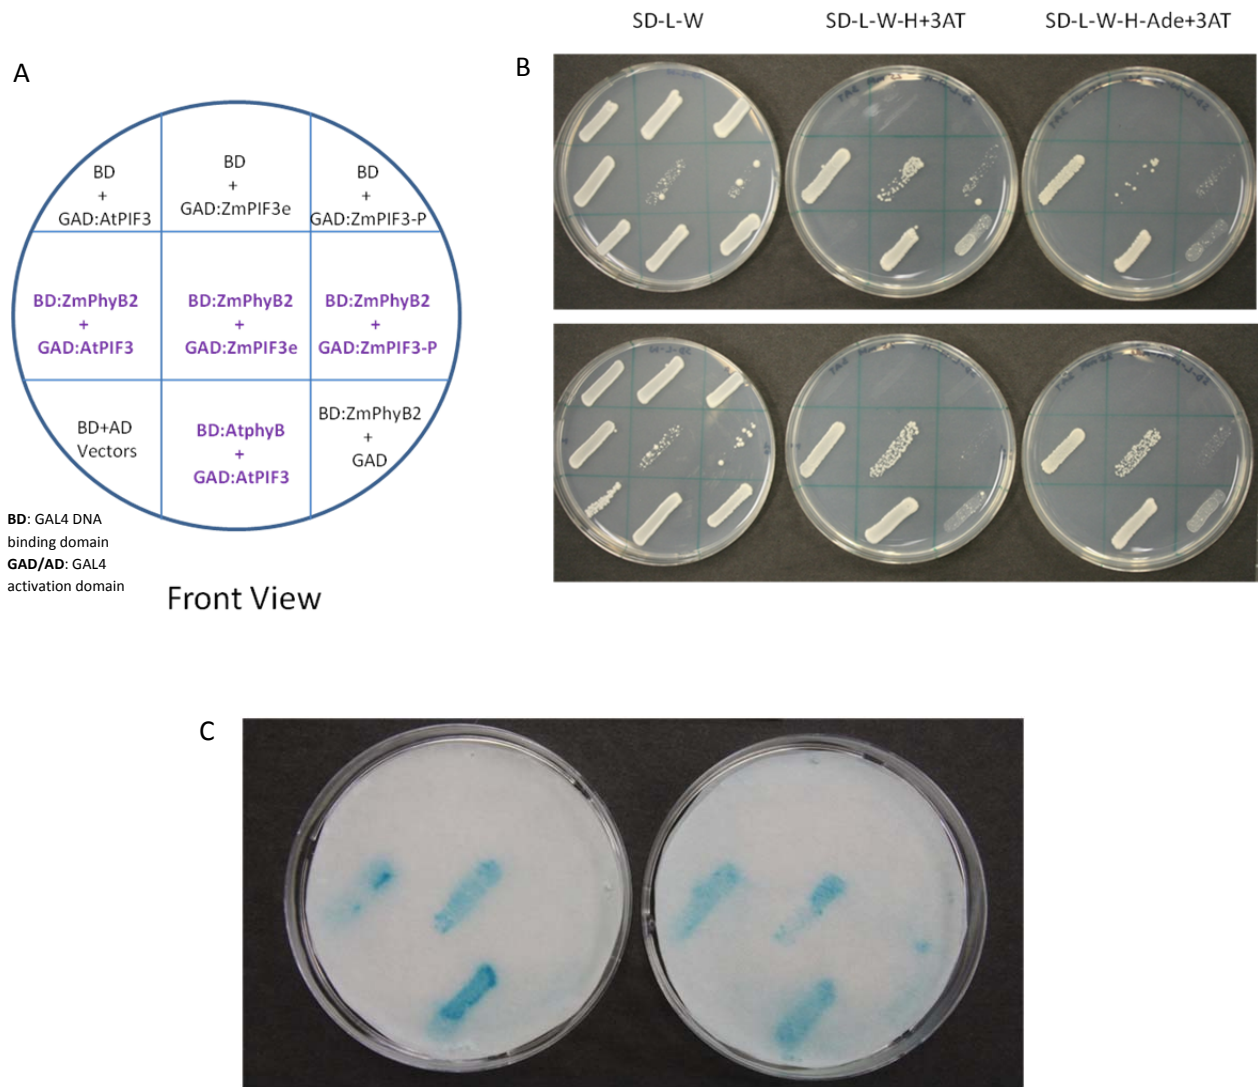 SD-L-W
SD-L-W-H+3AT
SD-L-W-H-Ade+3AT
A
B
BD
+
GAD:AtPIF3
BD
+
GAD:ZmPIF3e
BD
+
GAD:ZmPIF3-P
BD:ZmPhyB2
+
GAD:AtPIF3
BD:ZmPhyB2
+
GAD:ZmPIF3e
BD:ZmPhyB2
+
GAD:ZmPIF3-P
BD+AD
Vectors
BD:AtphyB
+
GAD:AtPIF3
BD:ZmPhyB2
+
GAD
BD: GAL4 DNA
binding domain
GAD/AD: GAL4
activation domain
Front View
C